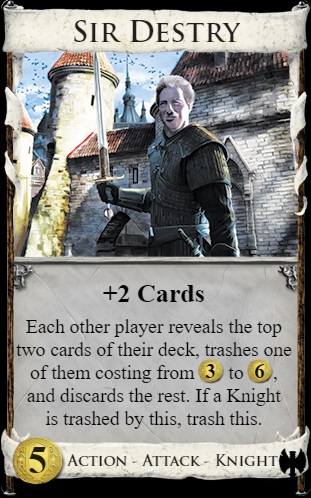 SIR DESTRY
+2 Cards
Each other player reveals the top
two cards of their deck, trashes one
of them costing from 3 to 6,
and discards the rest. If a Knight
is trashed by this, trash this.
5 ACTION - ATTACK - KNIGHT